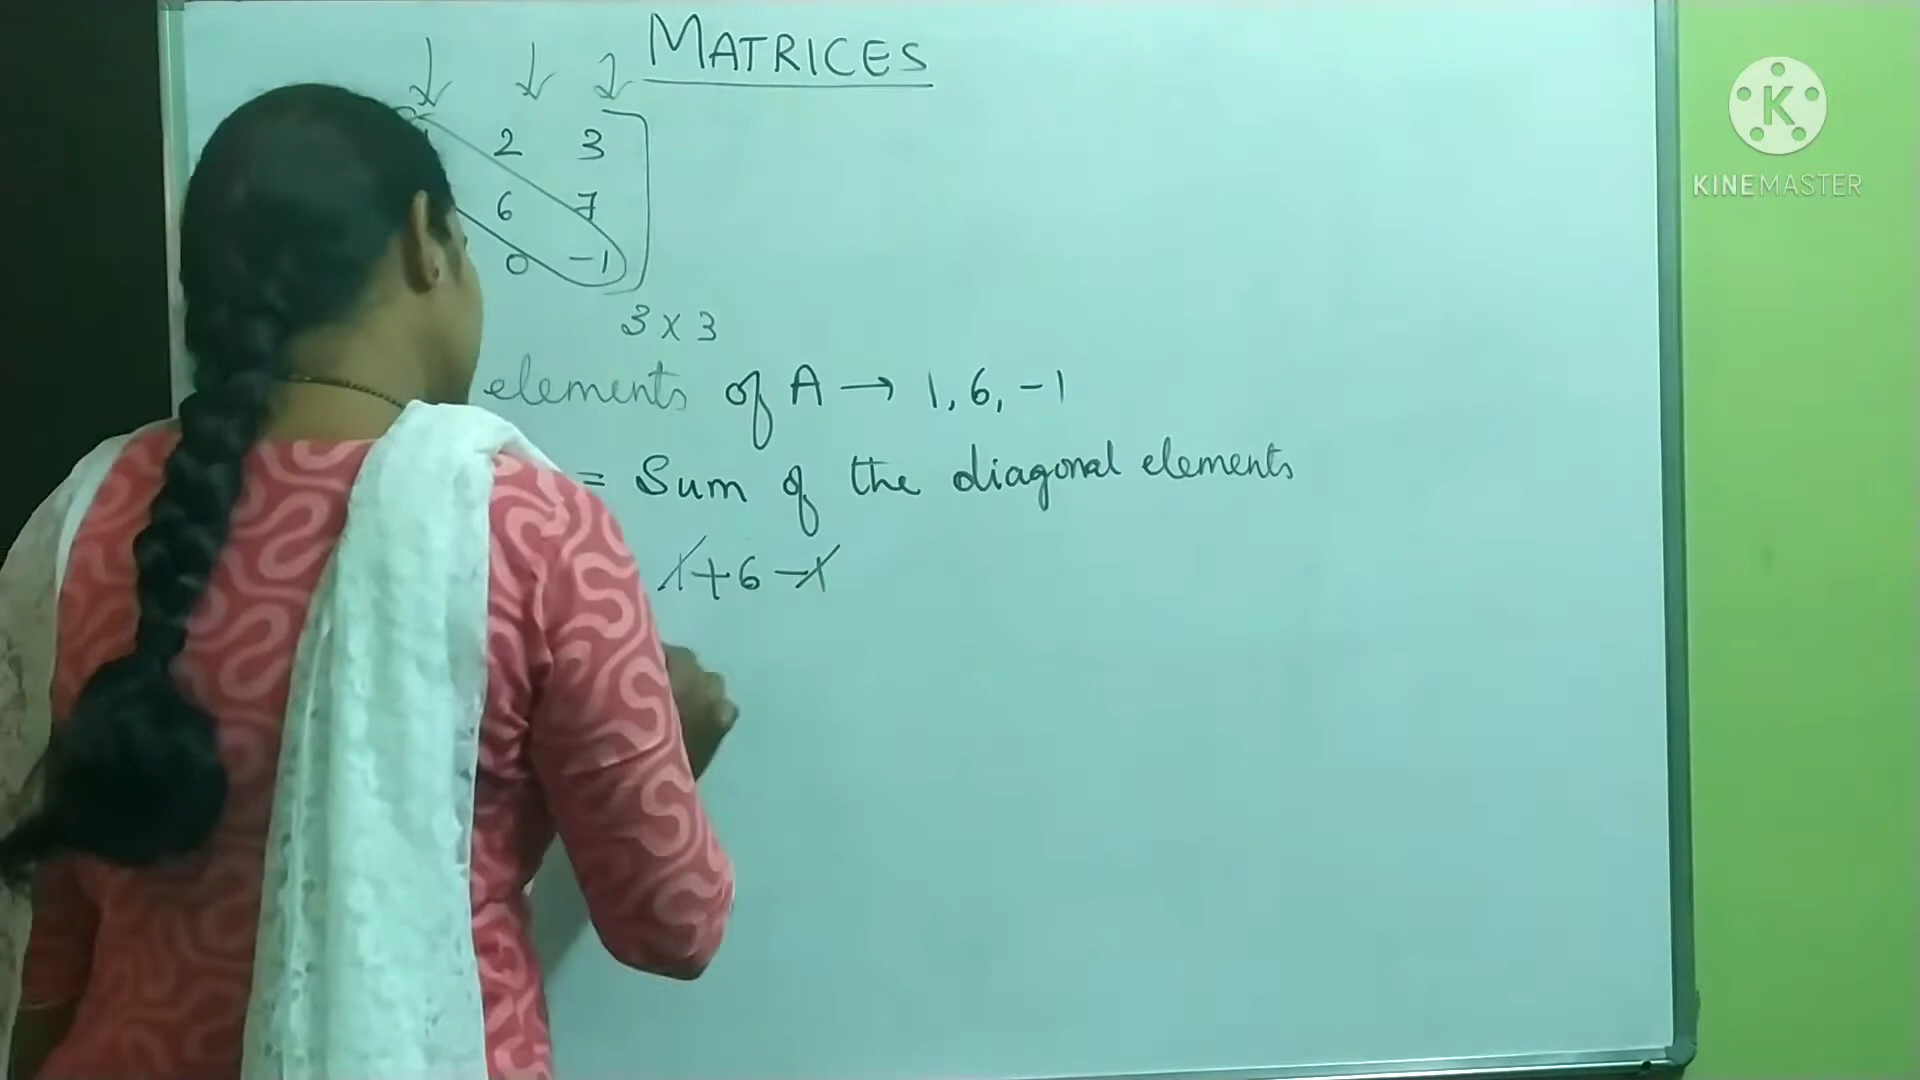 MATRICES
2 3
6 7
0 -1
3 x 3
elements of A → 1, 6, -1
= Sum of the diagonal elements
1+6-1
KINEMASTER